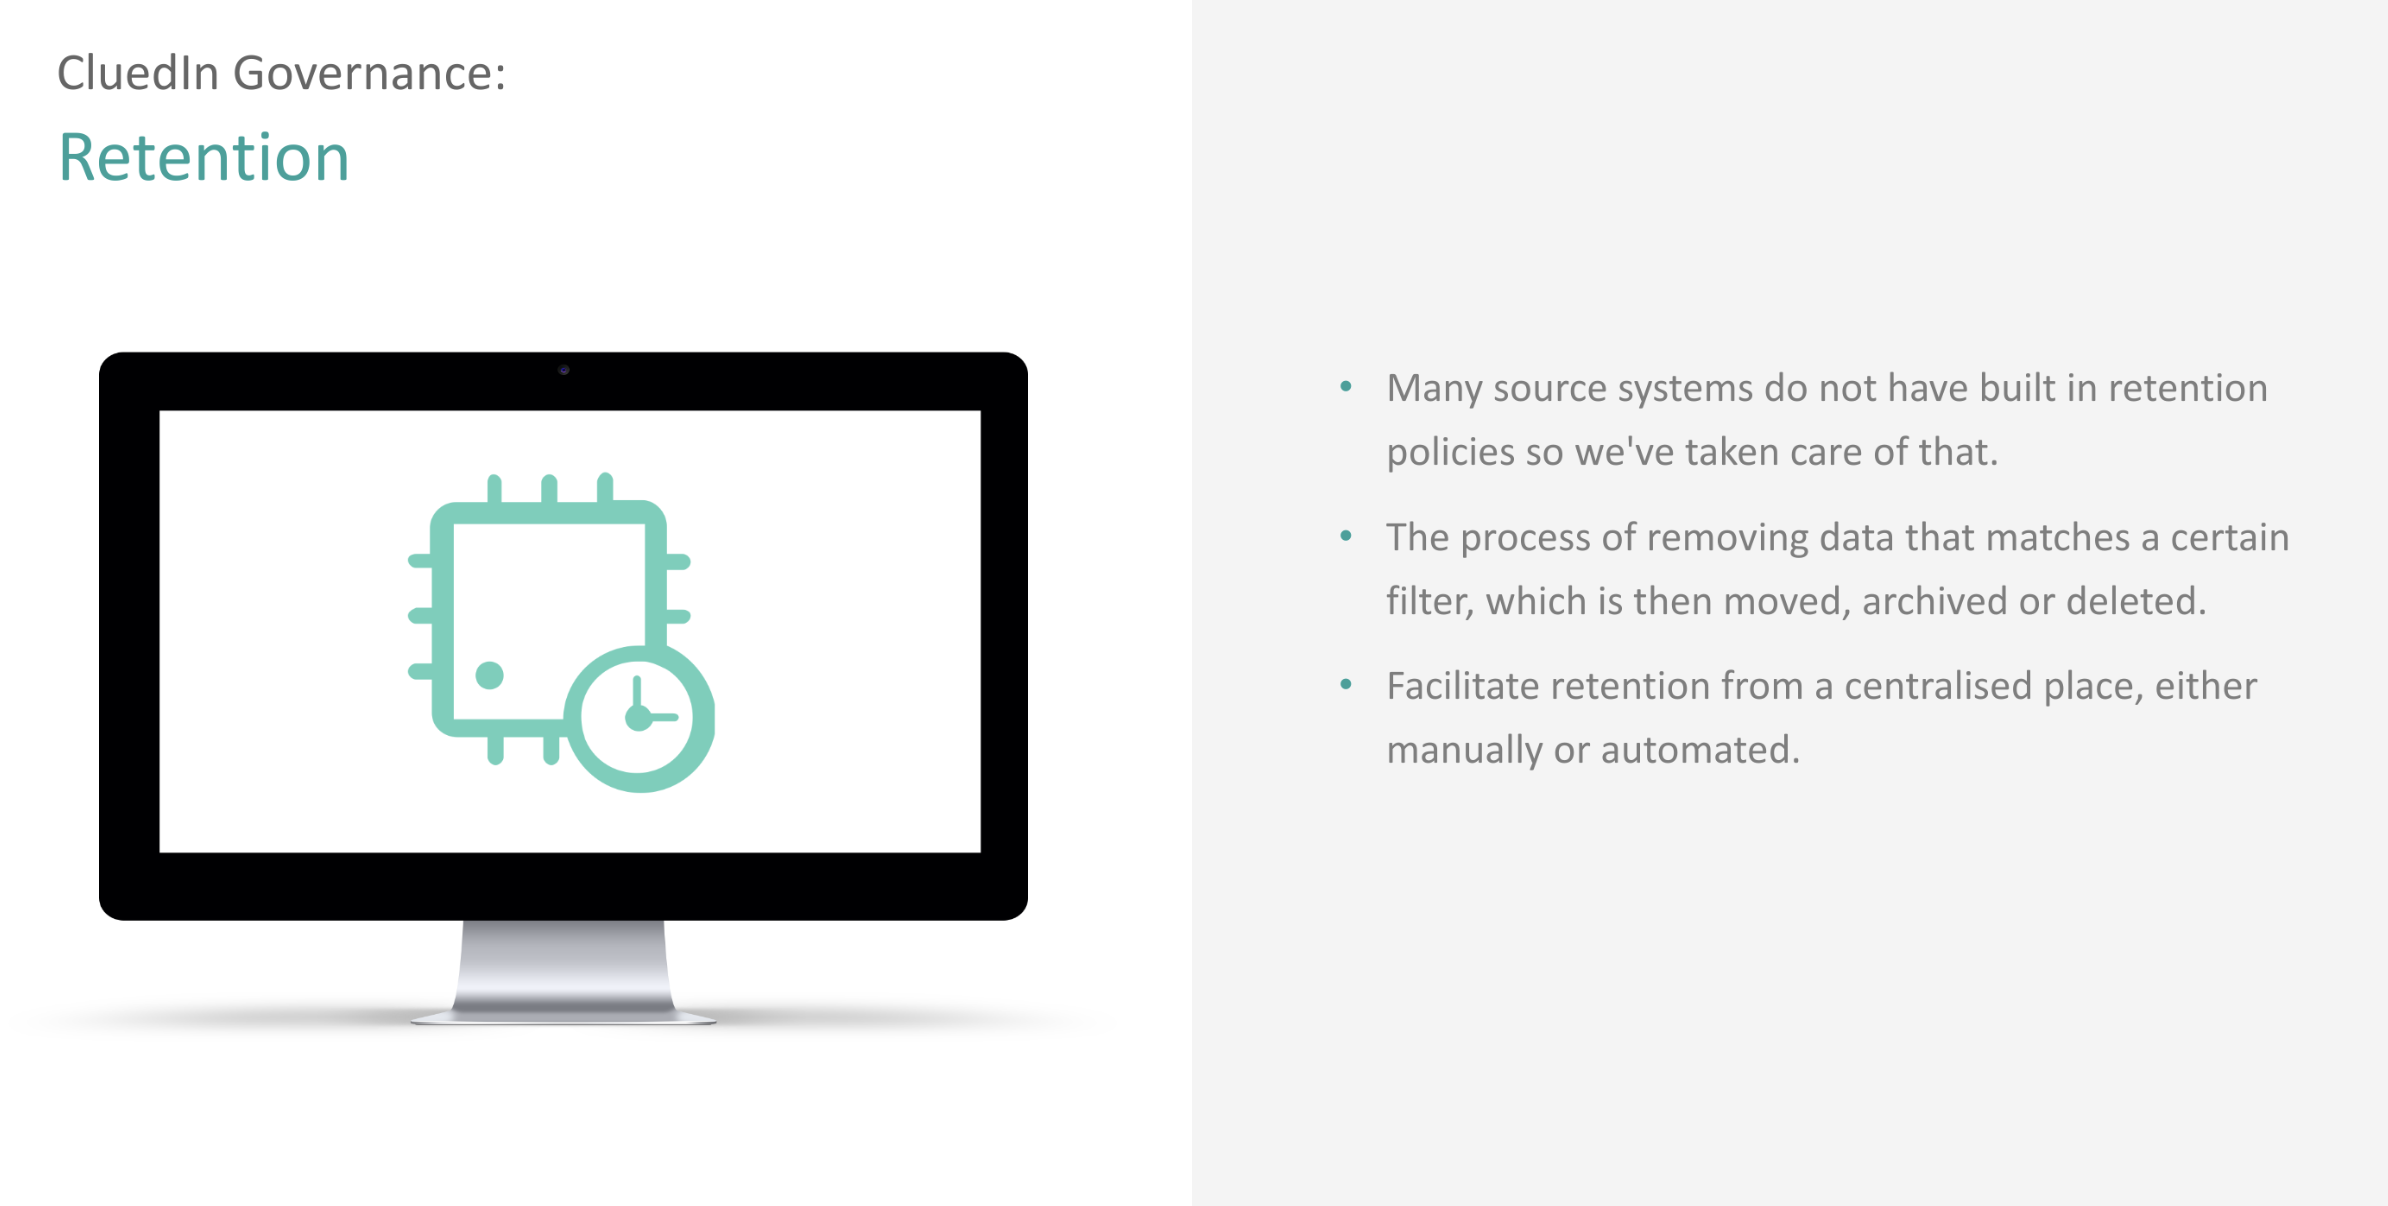 CluedIn Governance:
Retention
• Many source systems do not have built in retention
policies so we've taken care of that.
• The process of removing data that matches a certain
filter, which is then moved, archived or deleted.
• Facilitate retention from a centralised place, either
manually or automated.